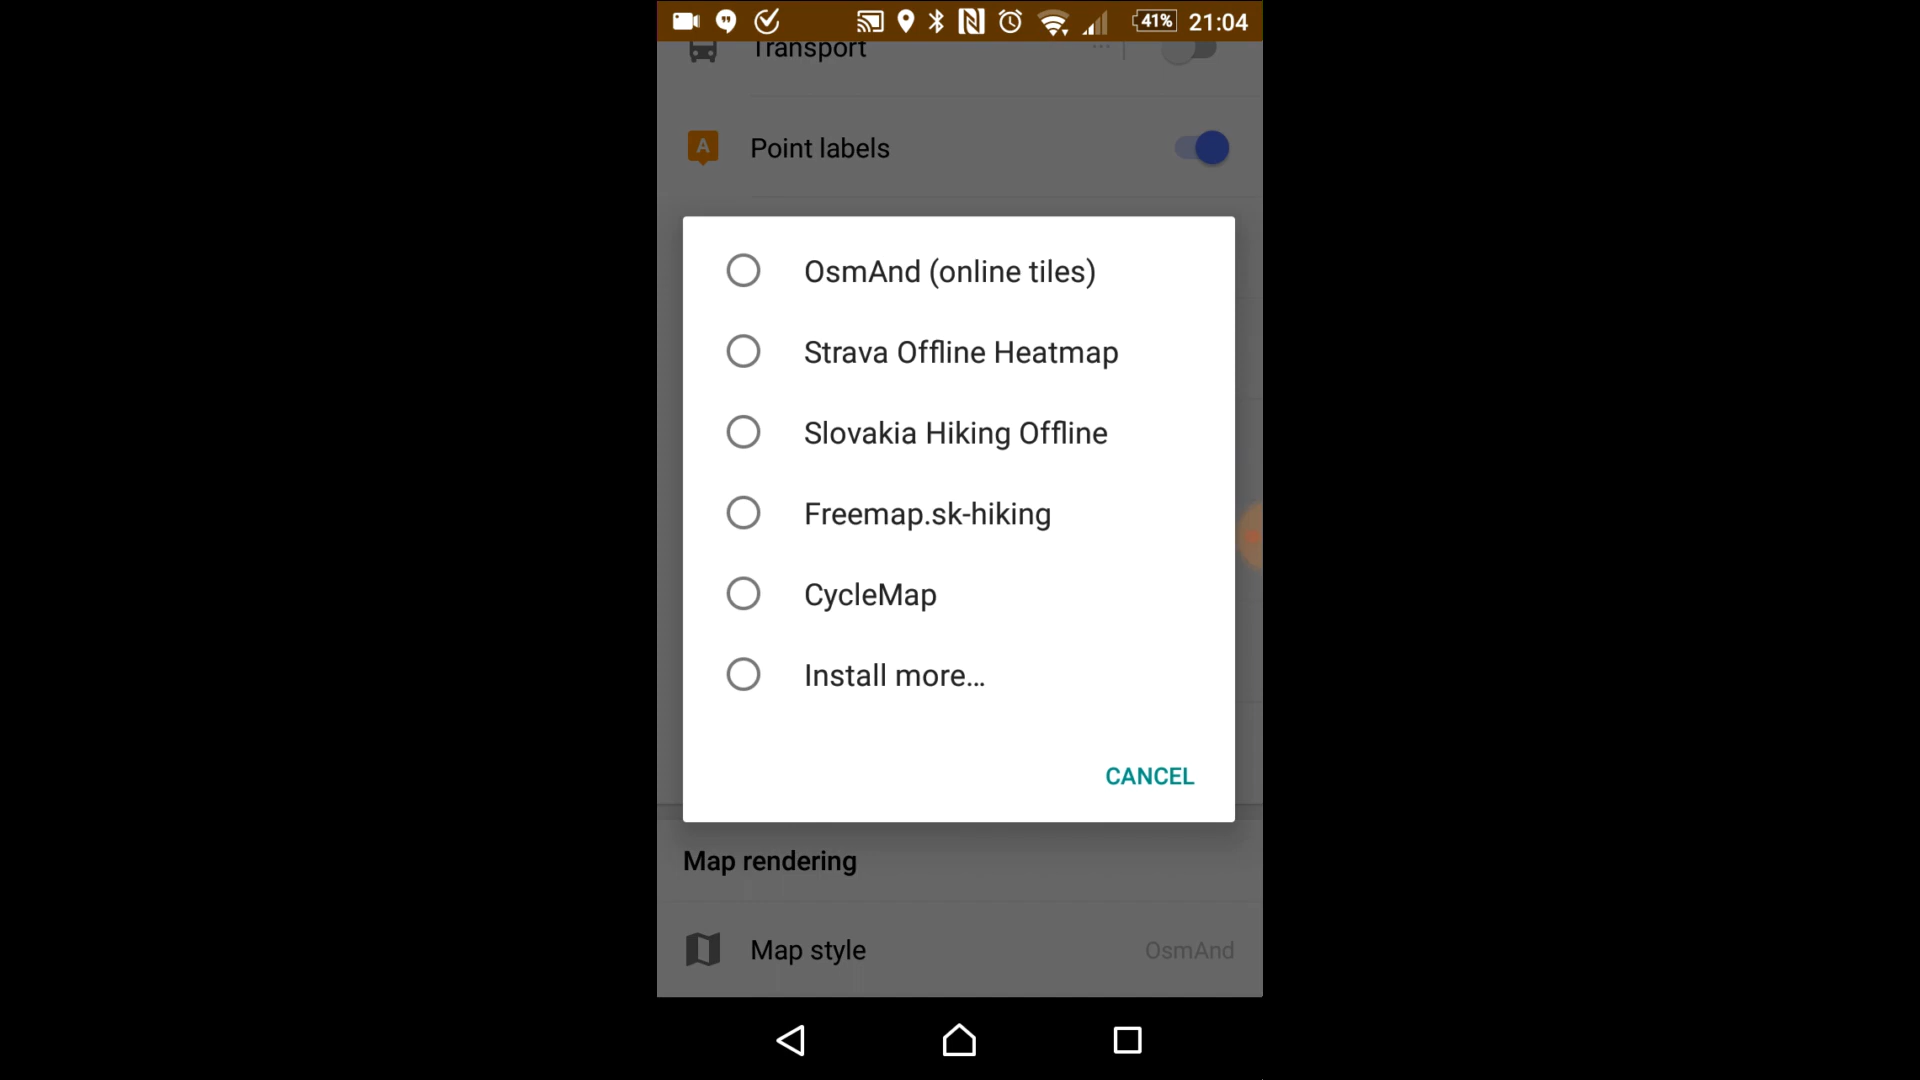 41% 21:04
Transport
A Point labels
OsmAnd (online tiles)
Strava Offline Heatmap
Slovakia Hiking Offline
Freemap.sk-hiking
CycleMap
Install more...
CANCEL
Map rendering
Map style OsmAnd